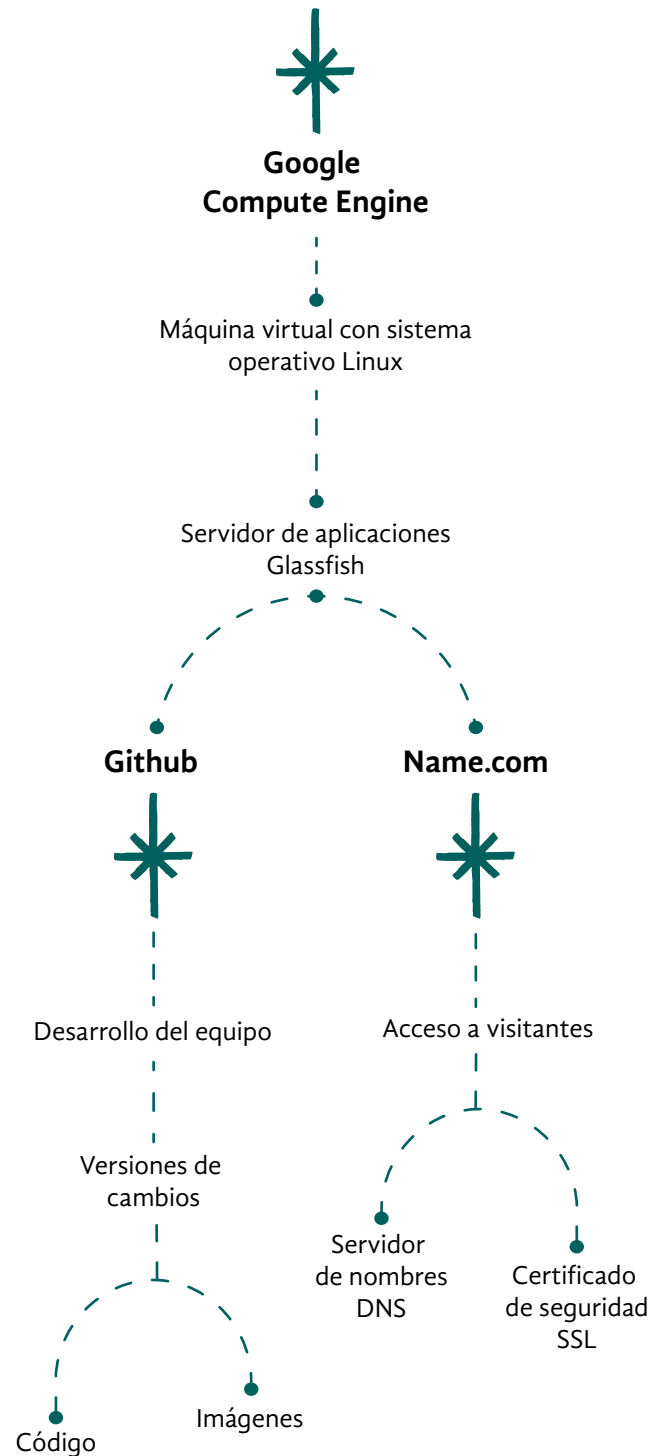 Google
Compute Engine
Máquina virtual con sistema
operativo Linux
Servidor de aplicaciones
Glassfish
Github
Name.com
Desarrollo del equipo
Acceso a visitantes
Versiones de
cambios
Servidor
de nombres
DNS
Certificado
de seguridad
SSL
Código
Imágenes